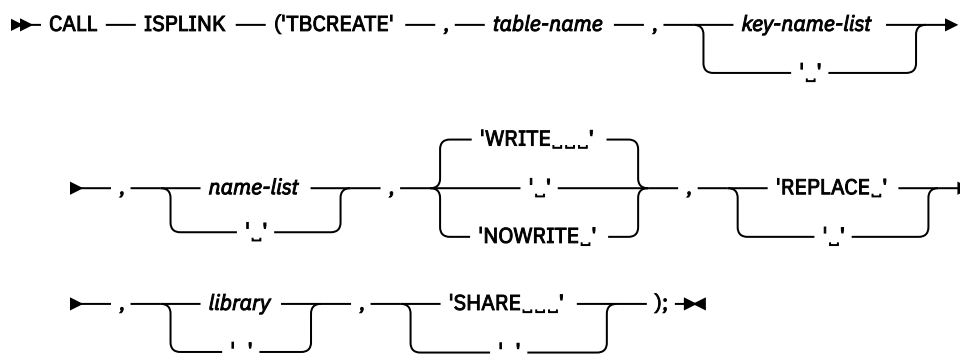 CALL ISPLINK ('TBCREATE' , table-name , key-name-list
'␣'
'WRITE␣␣␣'
, name-list , '␣' , 'REPLACE␣'
'␣' 'NOWRITE␣' '␣'
, library , 'SHARE␣␣␣' );
' ' ' '